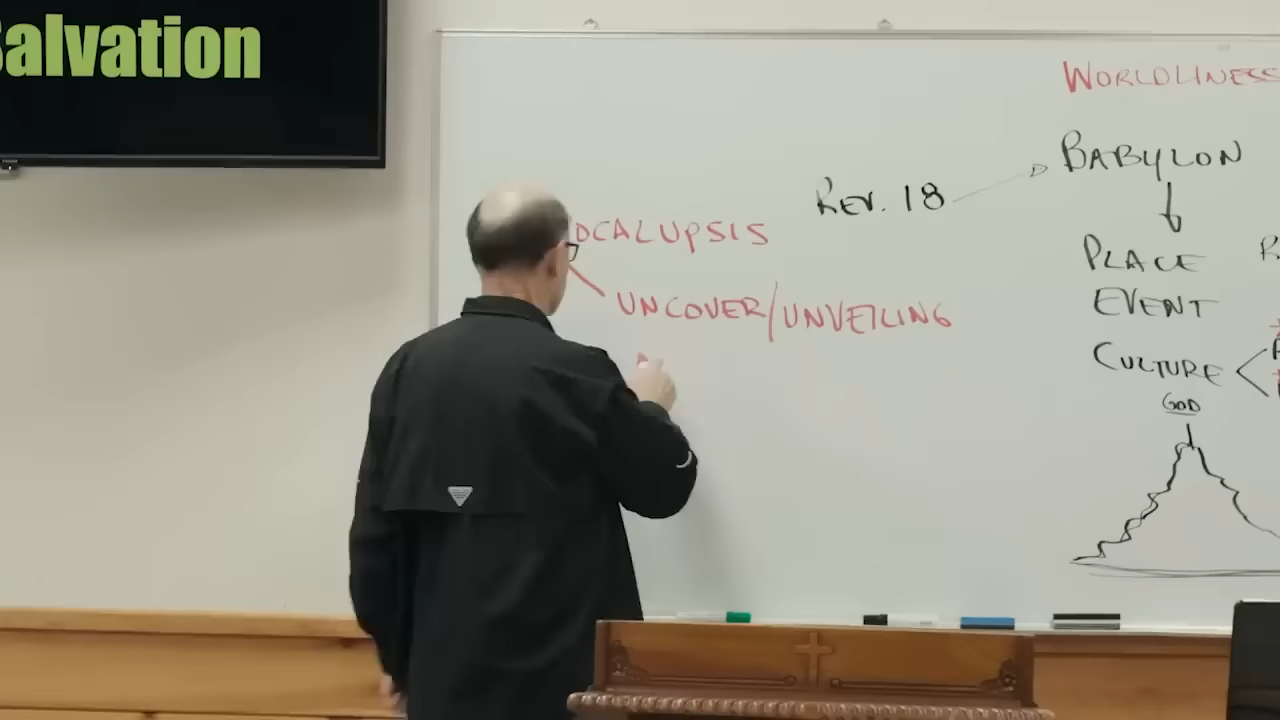 Salvation
WORLDLINESS
BABYLON
REV. 18
OCALUPSIS
PLACE
UNCOVER/UNVEILING
EVENT
CULTURE
GOD